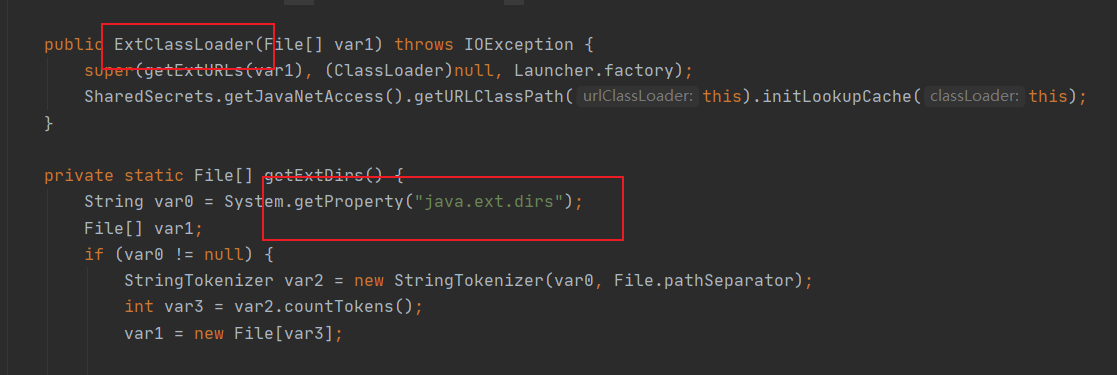 public ExtClassLoader(File[] var1) throws IOException {
super(getExtURLs(var1), (ClassLoader)null, Launcher.factory);
SharedSecrets.getJavaNetAccess().getURLClassPath( urlClassLoader: this).initLookupCache( classLoader: this);
}
private static File[] getExtDirs() {
String var0 = System.getProperty("java.ext.dirs");
File[] var1;
if (var0 != null) {
StringTokenizer var2 = new StringTokenizer(var0, File.pathSeparator);
int var3 = var2.countTokens();
var1 = new File[var3];